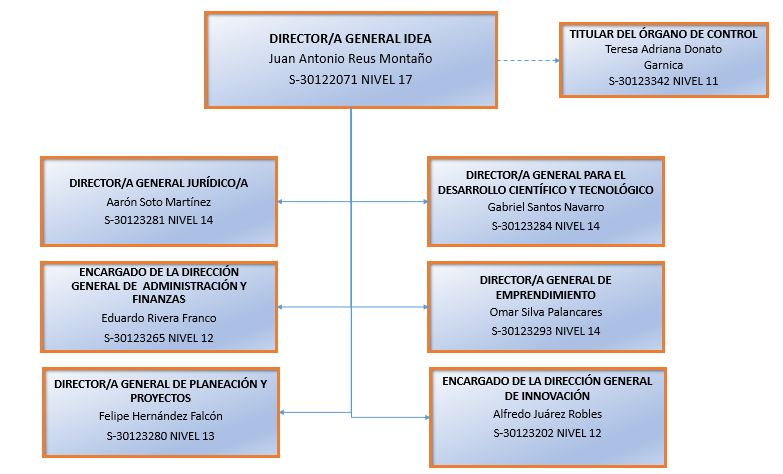 DIRECTOR/A GENERAL IDEA
Juan Antonio Reus Montaño
S-30122071 NIVEL 17
TITULAR DEL ÓRGANO DE CONTROL
Teresa Adriana Donato
Garnica
S-30123342 NIVEL 11
DIRECTOR/A GENERAL JURÍDICO/A
Aarón Soto Martínez
S-30123281 NIVEL 14
DIRECTOR/A GENERAL PARA EL
DESARROLLO CIENTÍFICO Y TECNOLÓGICO
Gabriel Santos Navarro
S-30123284 NIVEL 14
ENCARGADO DE LA DIRECCIÓN
GENERAL DE ADMINISTRACIÓN Y
FINANZAS
Eduardo Rivera Franco
S-30123265 NIVEL 12
DIRECTOR/A GENERAL DE
EMPRENDIMIENTO
Omar Silva Palancares
S-30123293 NIVEL 14
DIRECTOR/A GENERAL DE PLANEACIÓN Y
PROYECTOS
Felipe Hernández Falcón
S-30123280 NIVEL 13
ENCARGADO DE LA DIRECCIÓN GENERAL
DE INNOVACIÓN
Alfredo Juárez Robles
S-30123202 NIVEL 12